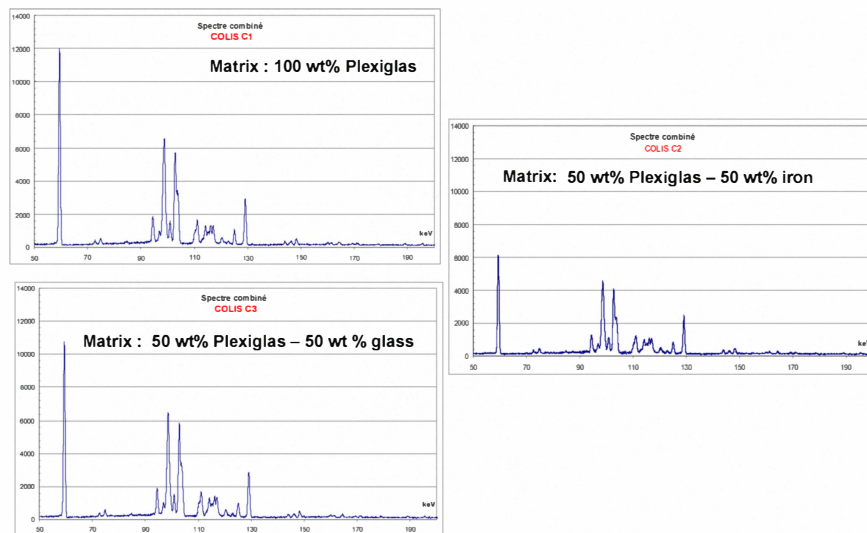 Spectre combiné
COLIS C1
Matrix : 100 wt% Plexiglas
14000
12000
10000
8000
6000
4000
2000
0
keV
50 70 90 110 130 150 170 190
Spectre combiné
COLIS C2
Matrix: 50 wt% Plexiglas – 50 wt% iron
14000
12000
10000
8000
6000
4000
2000
0
50 70 90 110 130 150 170 190
Spectre combiné
COLIS C3
Matrix : 50 wt% Plexiglas – 50 wt % glass
14000
12000
10000
8000
6000
4000
2000
0
keV
50 70 90 110 130 150 170 190